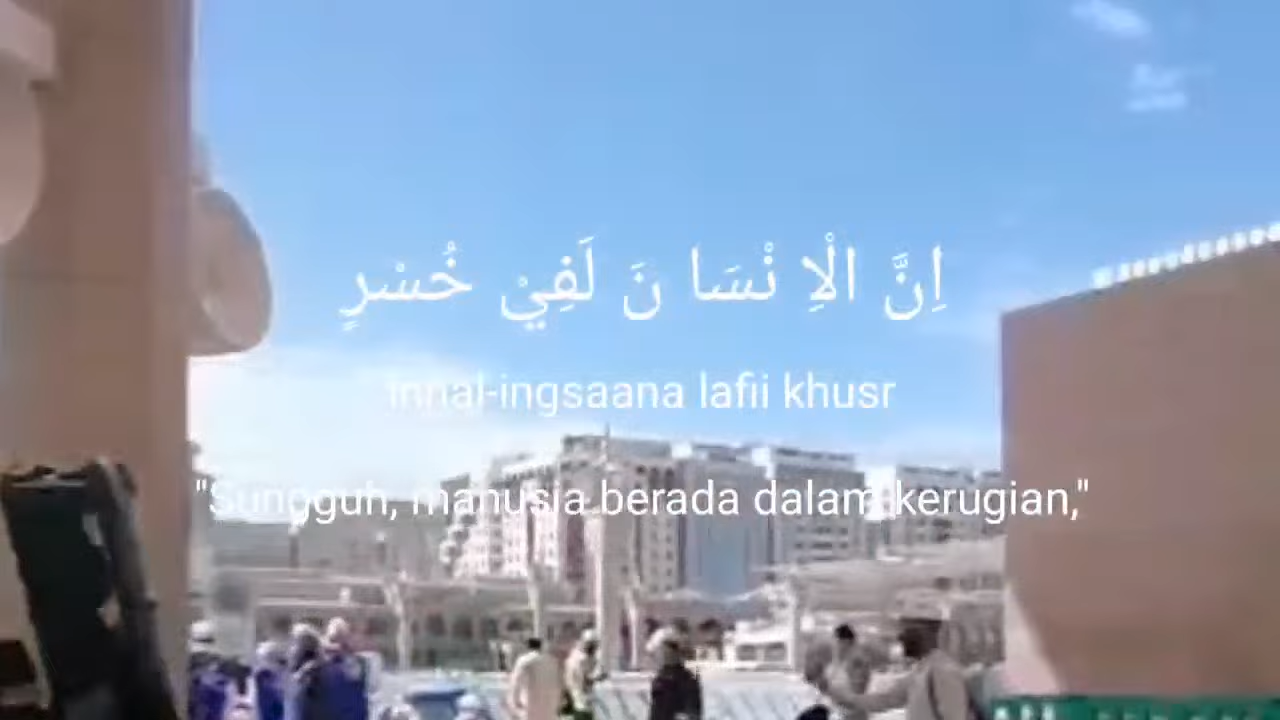 اِنَّ الْاِ نْسَا نَ لَفِيْ خُسْرٍ
Innal-ingsaana lafii khusr
"Sungguh, manusia berada dalam kerugian,"